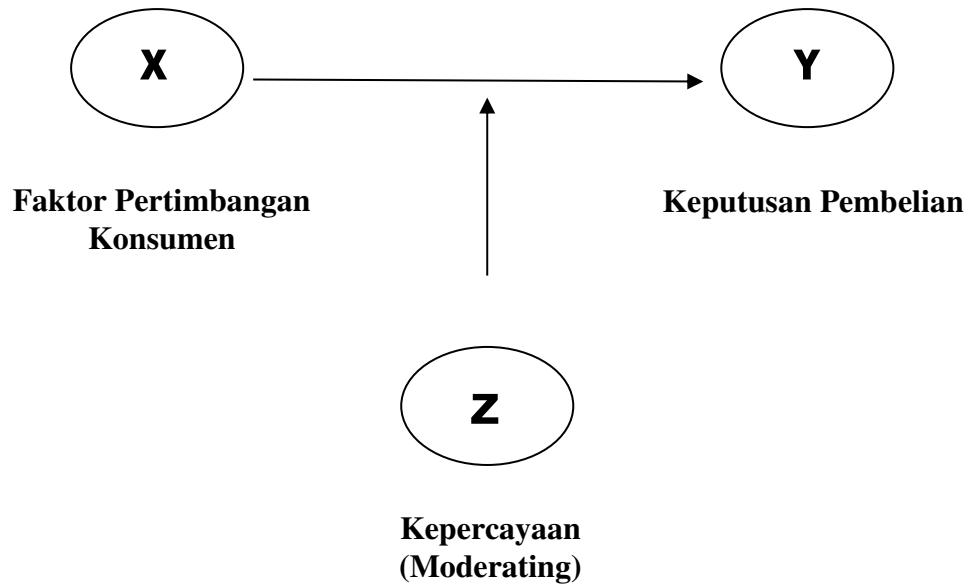 X
Y
Faktor Pertimbangan
Konsumen
Keputusan Pembelian
Z
Kepercayaan
(Moderating)